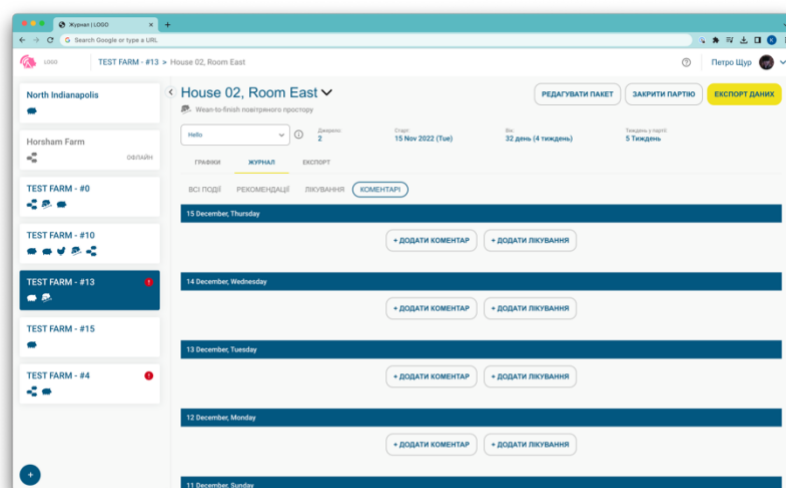 Журнал | LOGO
Search Google or type a URL
LOGO
TEST FARM - #13 > House 02, Room East
Петро Щур
North Indianapolis
Horsham Farm
ОФЛАЙН
TEST FARM - #0
TEST FARM - #10
TEST FARM - #13
TEST FARM - #15
TEST FARM - #4
House 02, Room East
Wean-to-finish повітряного простору
РЕДАГУВАТИ ПАКЕТ
ЗАКРИТИ ПАРТІЮ
ЕКСПОРТ ДАНИХ
Hello
Джерело:
2
Старт:
15 Nov 2022 (Tue)
Вік:
32 день (4 тиждень)
Тиждень у партії:
5 Тиждень
ГРАФІКИ
ЖУРНАЛ
ЕКСПОРТ
ВСІ ПОДІЇ
РЕКОМЕНДАЦІЇ
ЛІКУВАННЯ
КОМЕНТАРІ
15 December, Thursday
+ ДОДАТИ КОМЕНТАР
+ ДОДАТИ ЛІКУВАННЯ
14 December, Wednesday
+ ДОДАТИ КОМЕНТАР
+ ДОДАТИ ЛІКУВАННЯ
13 December, Tuesday
+ ДОДАТИ КОМЕНТАР
+ ДОДАТИ ЛІКУВАННЯ
12 December, Monday
+ ДОДАТИ КОМЕНТАР
+ ДОДАТИ ЛІКУВАННЯ
11 December, Sunday